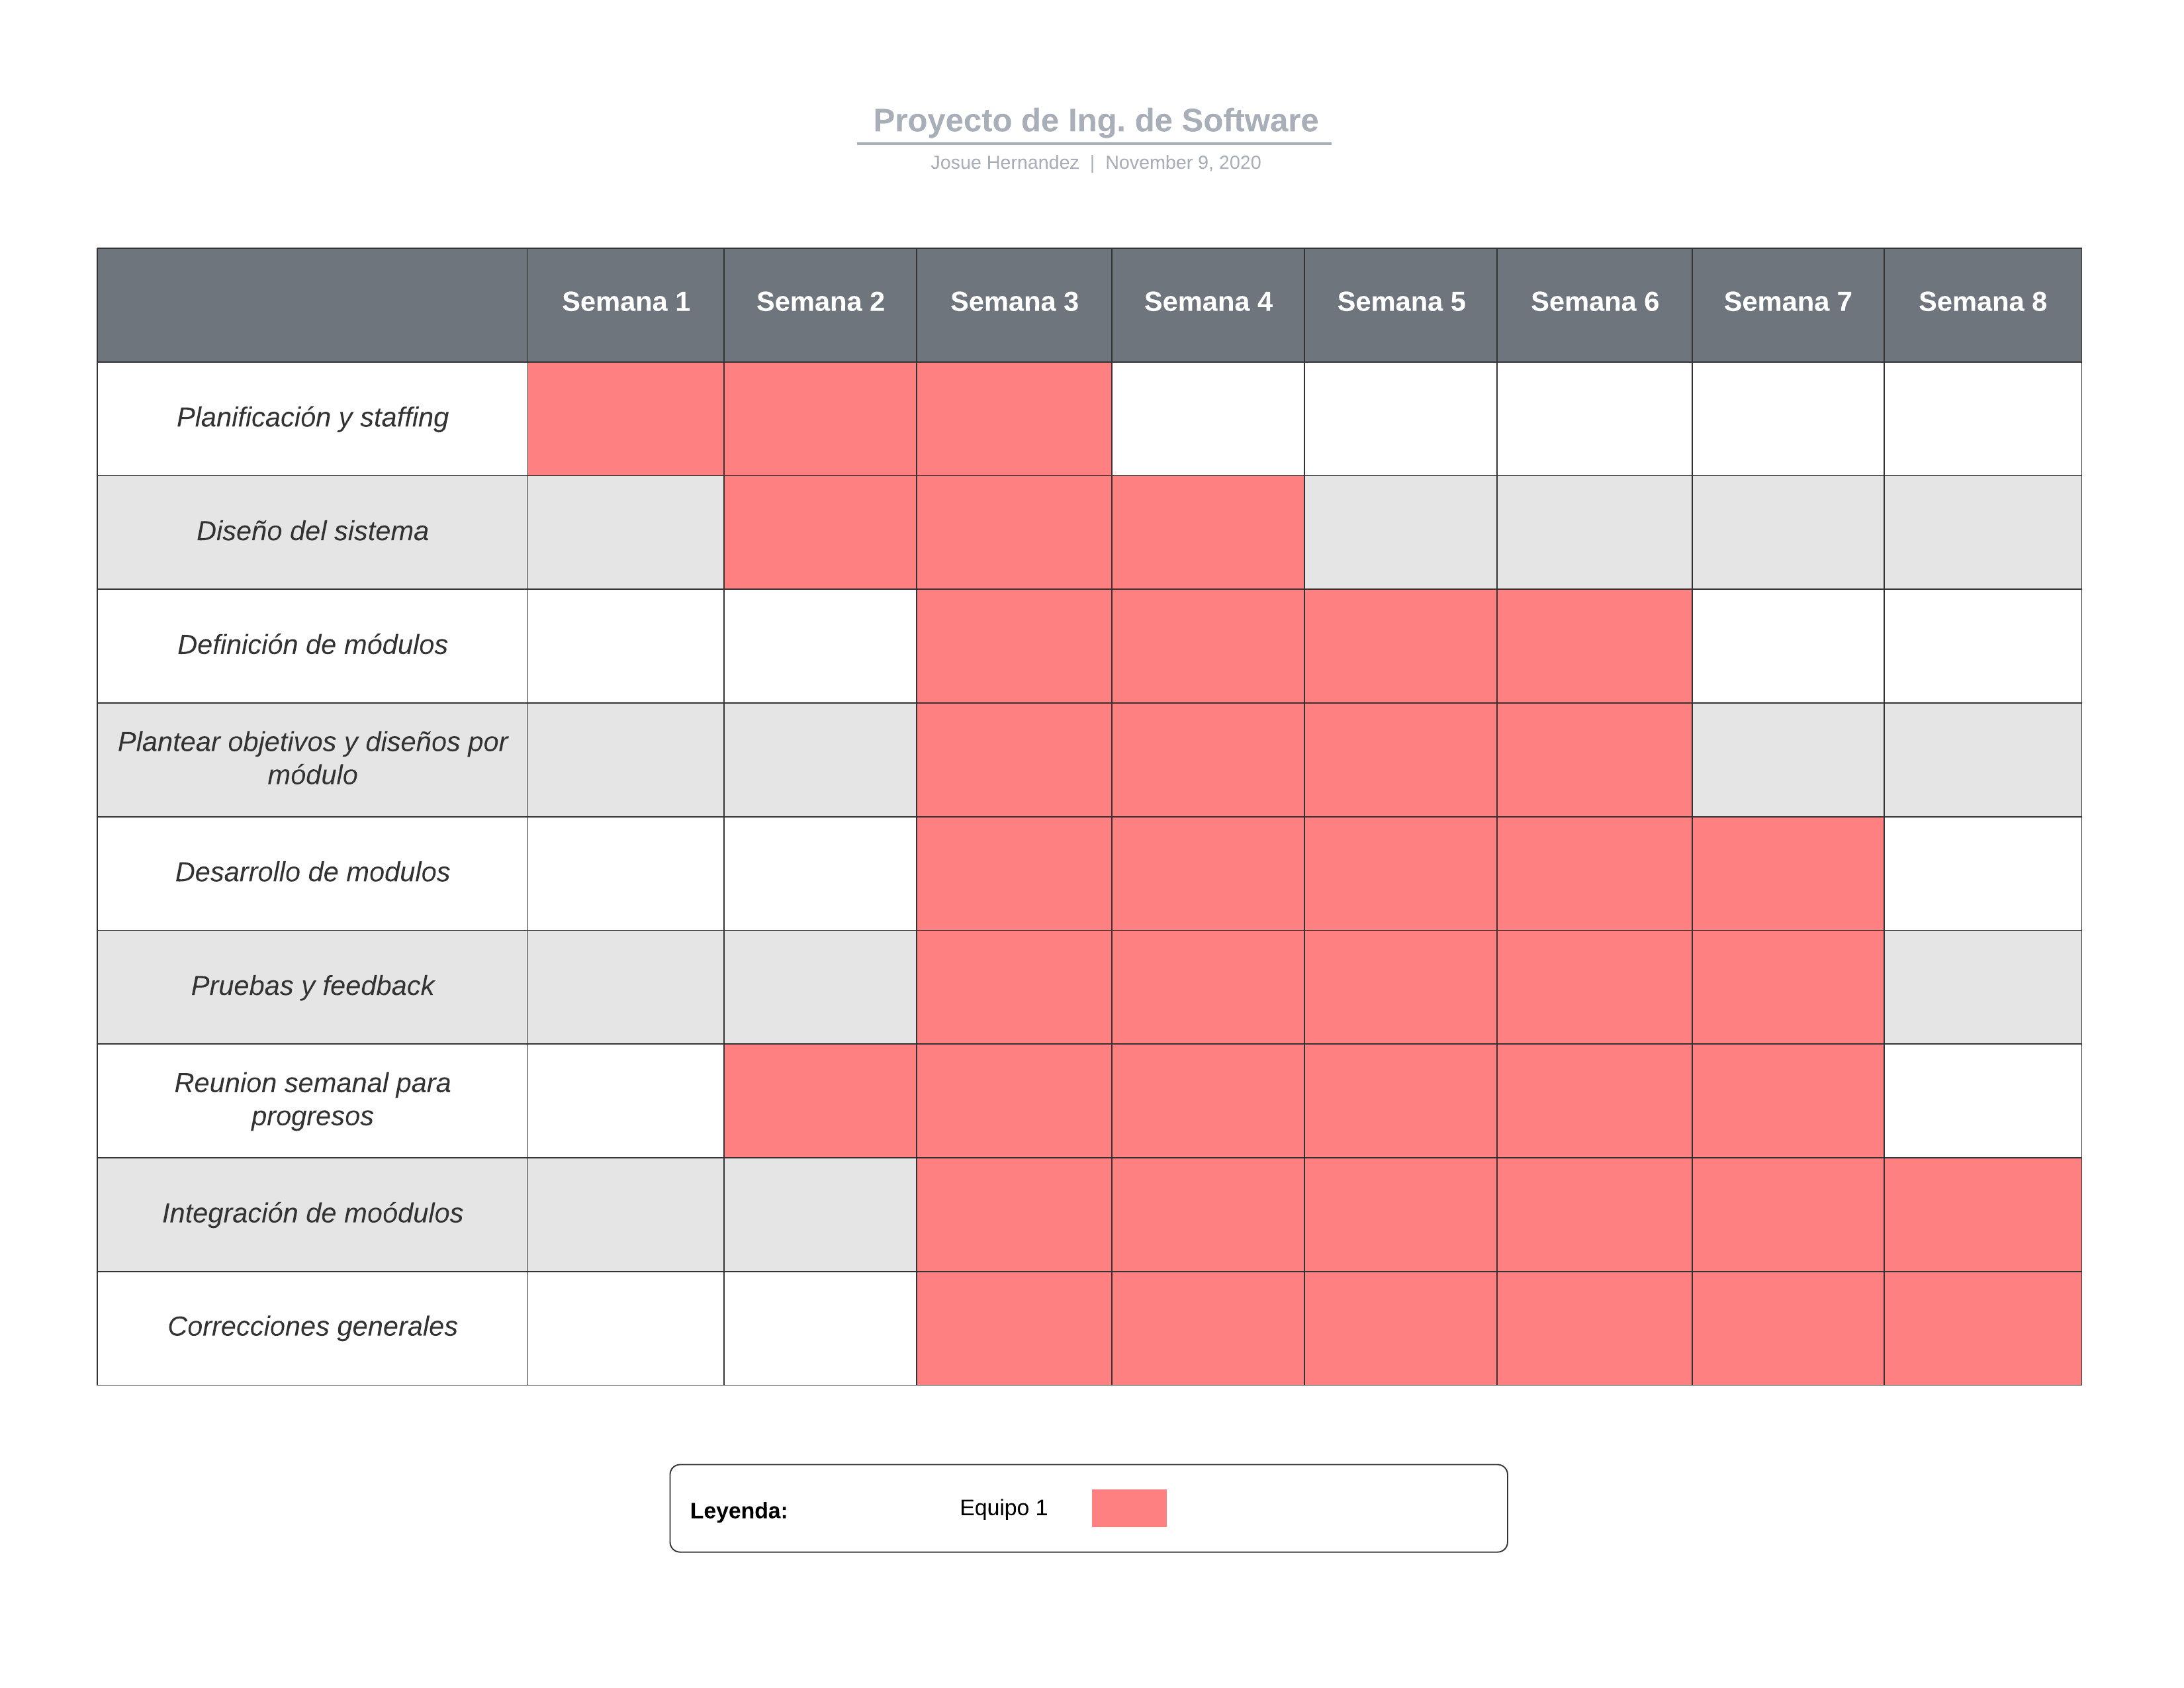 Proyecto de Ing. de Software
Josue Hernandez | November 9, 2020
Semana 1 Semana 2 Semana 3 Semana 4 Semana 5 Semana 6 Semana 7 Semana 8
Planificación y staffing
Diseño del sistema
Definición de módulos
Plantear objetivos y diseños por
módulo
Desarrollo de modulos
Pruebas y feedback
Reunion semanal para
progresos
Integración de moódulos
Correcciones generales
Leyenda: Equipo 1